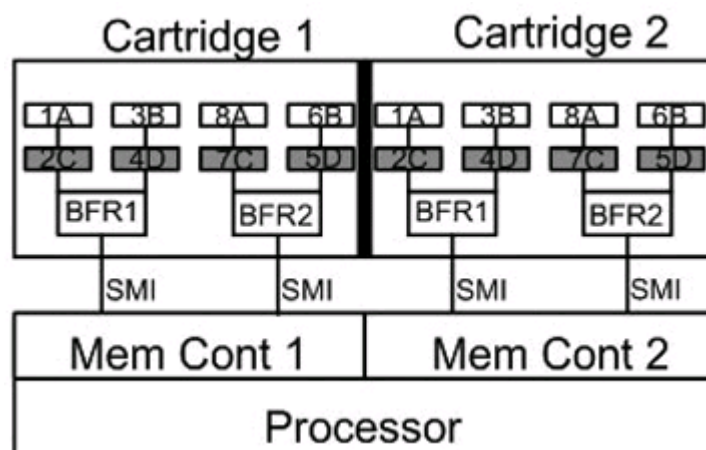 Cartridge 1 Cartridge 2
1A 3B 8A 6B 1A 3B 8A 6B
2C 4D 7C 5D 2C 4D 7C 5D
BFR1 BFR2 BFR1 BFR2
SMI SMI SMI SMI
Mem Cont 1 Mem Cont 2
Processor